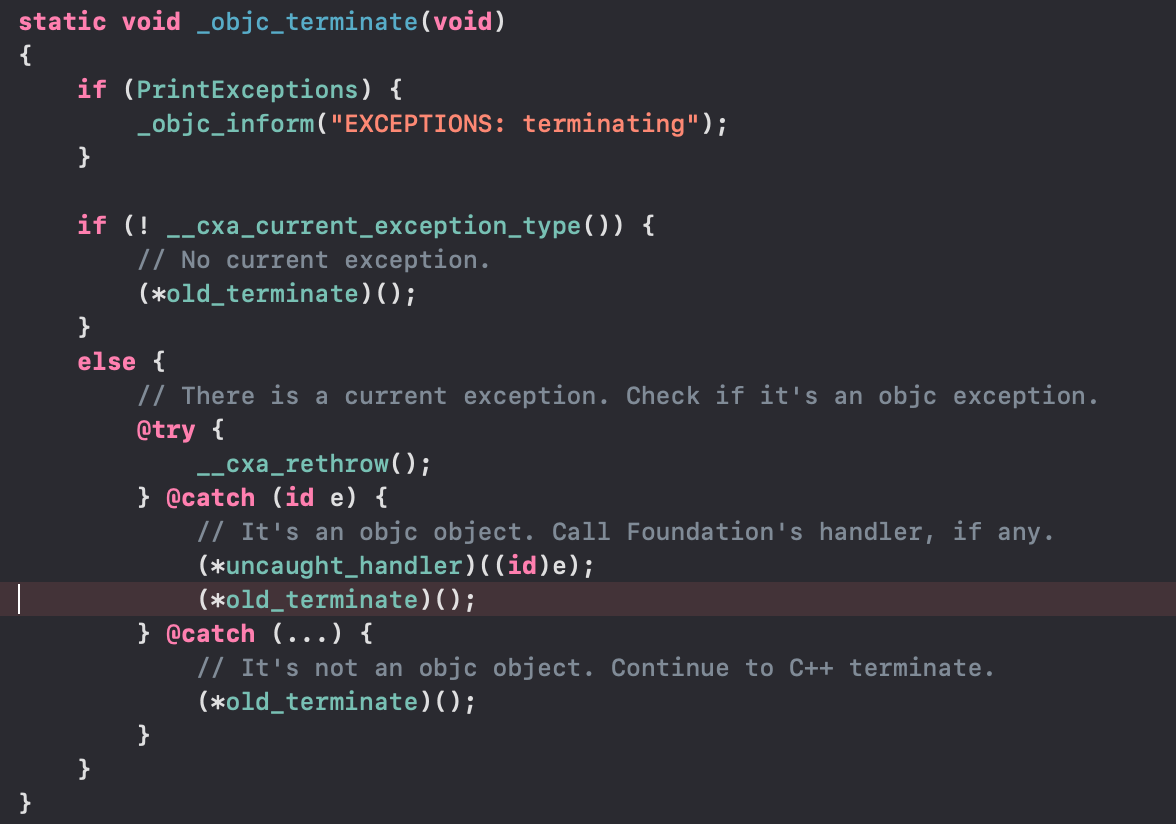 static void _objc_terminate(void)
{
    if (PrintExceptions) {
        _objc_inform("EXCEPTIONS: terminating");
    }

    if (! __cxa_current_exception_type()) {
        // No current exception.
        (*old_terminate)();
    }
    else {
        // There is a current exception. Check if it's an objc exception.
        @try {
            __cxa_rethrow();
        } @catch (id e) {
            // It's an objc object. Call Foundation's handler, if any.
            (*uncaught_handler)((id)e);
            (*old_terminate)();
        } @catch (...) {
            // It's not an objc object. Continue to C++ terminate.
            (*old_terminate)();
        }
    }
}